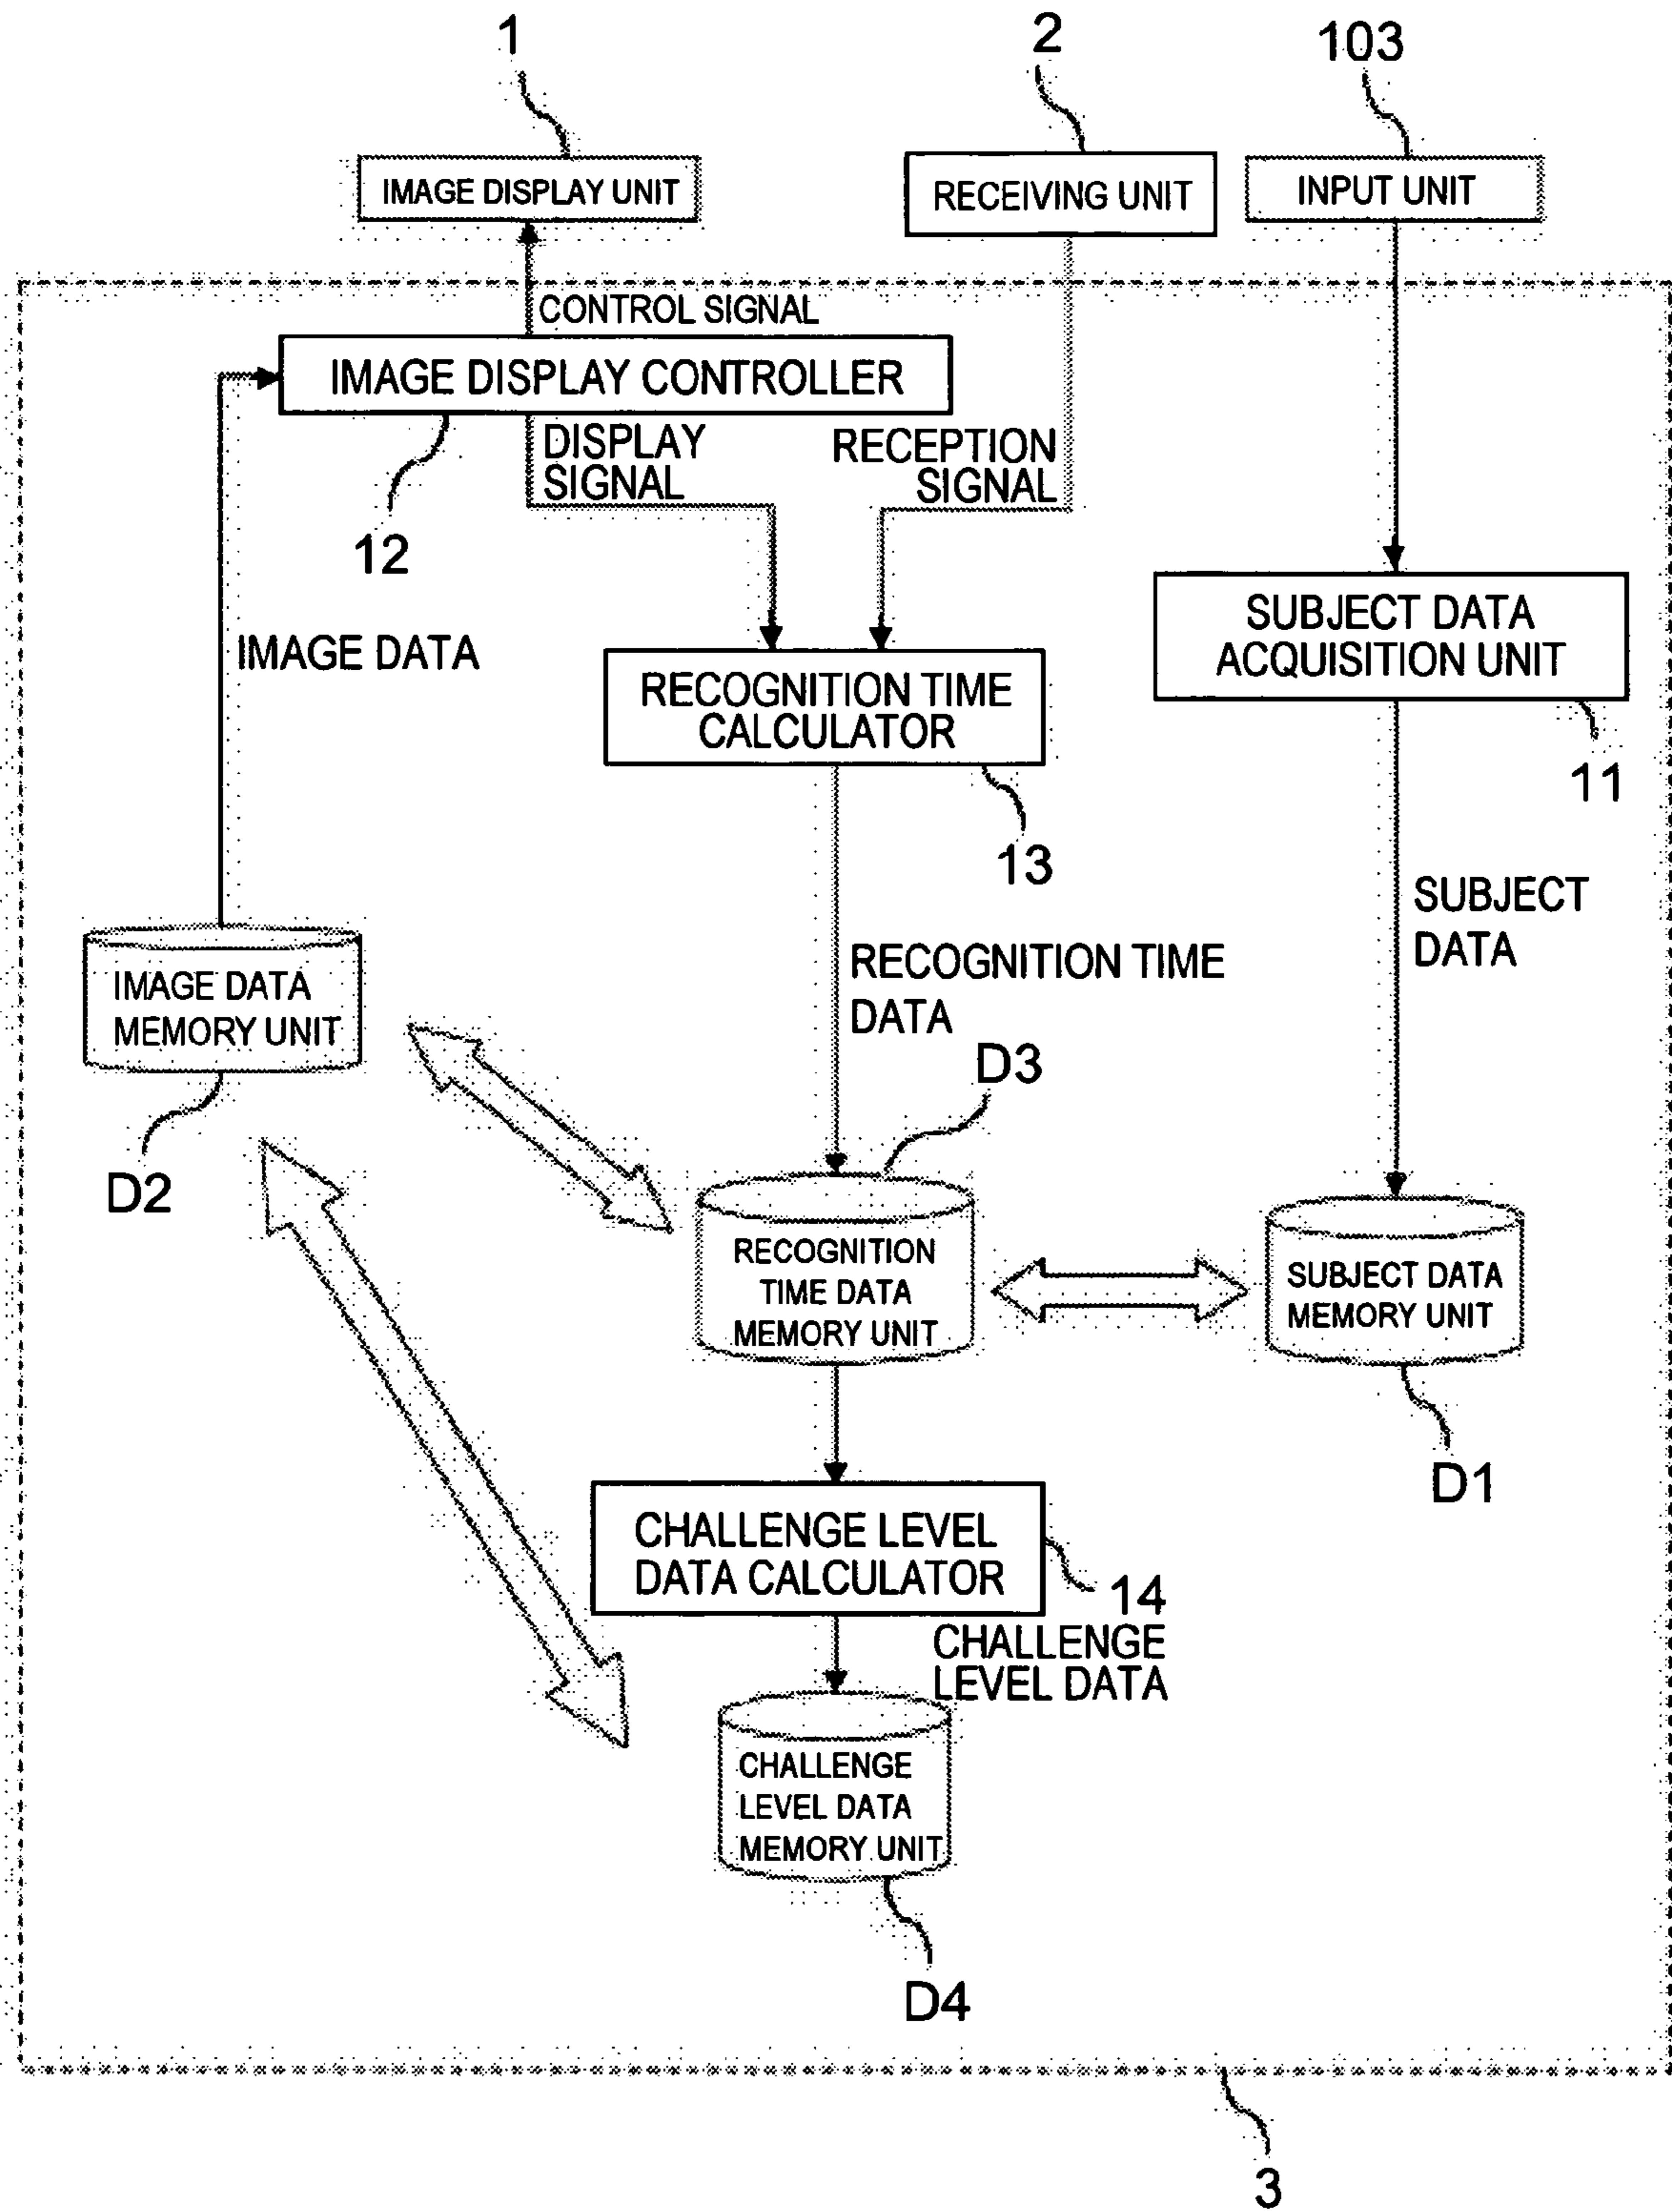 1
2
103
IMAGE DISPLAY UNIT
RECEIVING UNIT
INPUT UNIT
CONTROL SIGNAL
IMAGE DISPLAY CONTROLLER
12
DISPLAY
SIGNAL
RECEPTION
SIGNAL
IMAGE DATA
RECOGNITION TIME
CALCULATOR
13
SUBJECT DATA
ACQUISITION UNIT
11
SUBJECT
DATA
RECOGNITION TIME
DATA
IMAGE DATA
MEMORY UNIT
D2
D3
RECOGNITION
TIME DATA
MEMORY UNIT
SUBJECT DATA
MEMORY UNIT
D1
CHALLENGE LEVEL
DATA CALCULATOR
14
CHALLENGE
LEVEL DATA
CHALLENGE
LEVEL DATA
MEMORY UNIT
D4
3